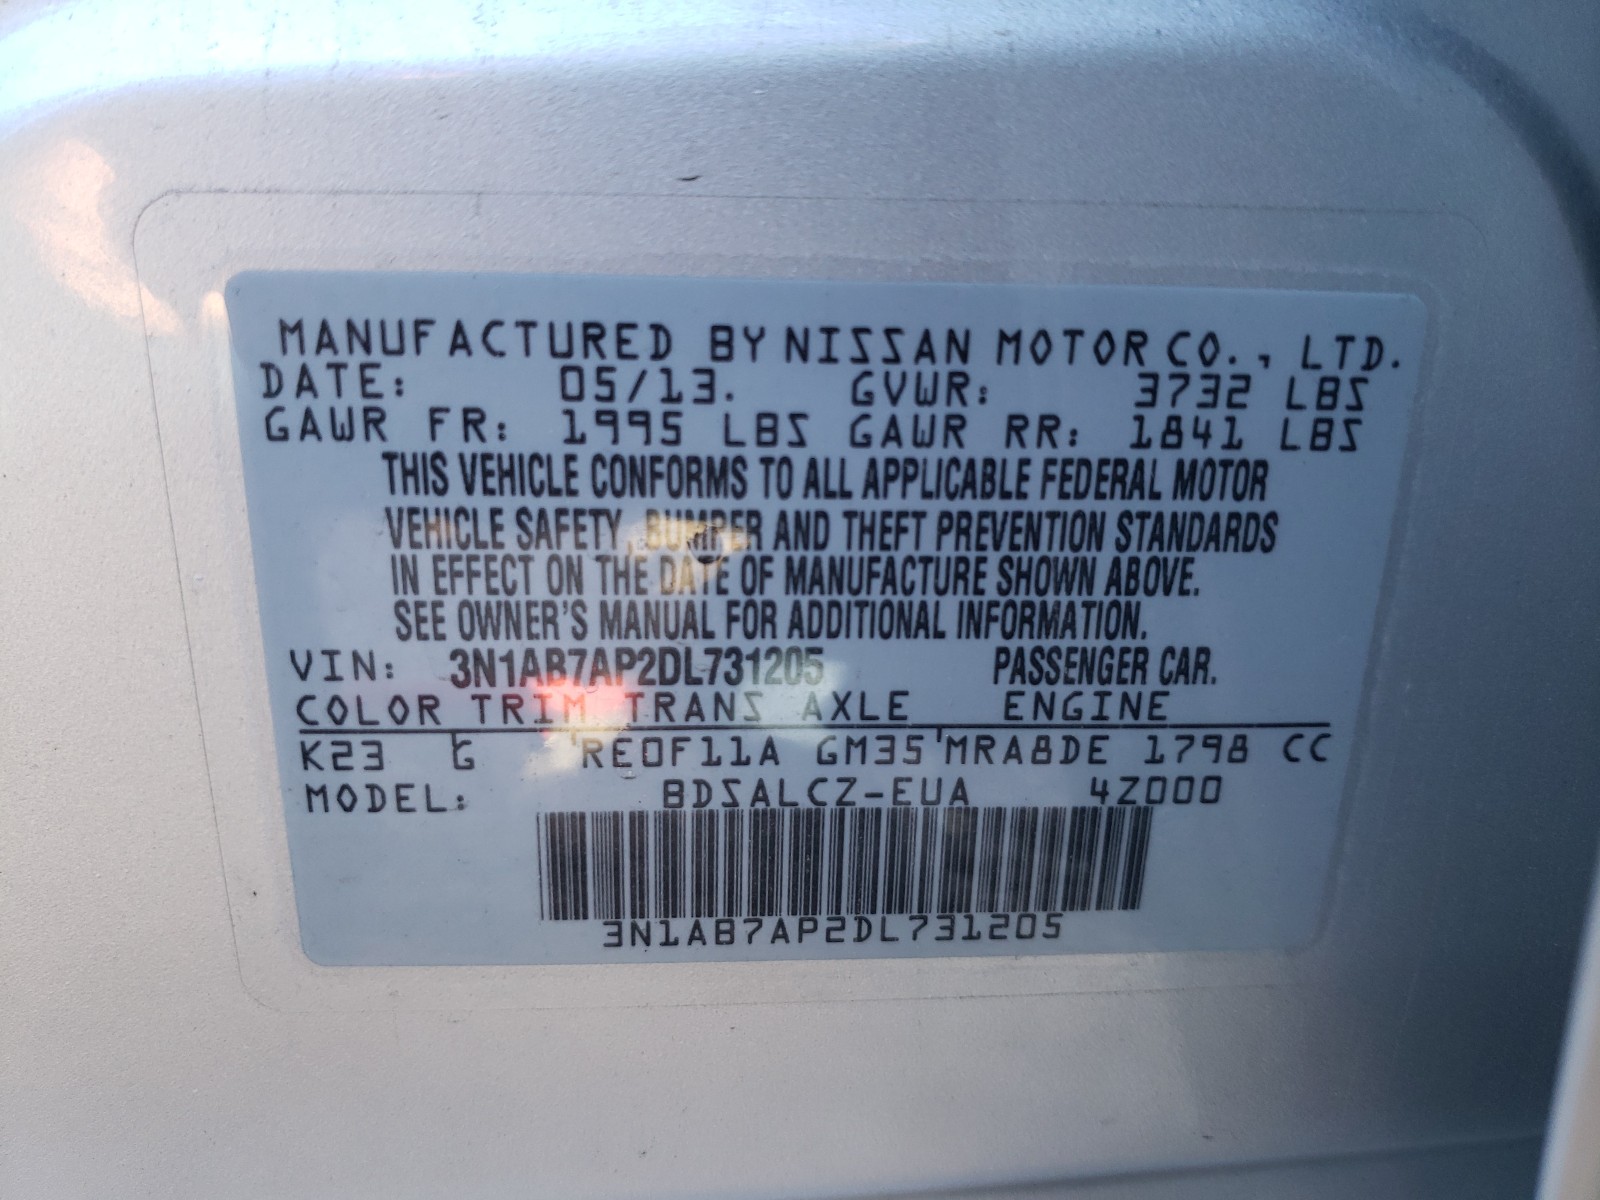 MANUFACTURED BY NISSAN MOTOR CO., LTD.
DATE: 05/13. GVWR: 3732 LBS
GAWR FR: 1995 LBS GAWR RR: 1841 LBS
THIS VEHICLE CONFORMS TO ALL APPLICABLE FEDERAL MOTOR
VEHICLE SAFETY, BUMPER AND THEFT PREVENTION STANDARDS
IN EFFECT ON THE DATE OF MANUFACTURE SHOWN ABOVE.
SEE OWNER'S MANUAL FOR ADDITIONAL INFORMATION.
VIN: 3N1AB7AP2DL731205 PASSENGER CAR.
COLOR TRIM TRANS AXLE ENGINE
K23 G RE0F11A GM35 MRA8DE 1798 CC
MODEL: BDSALCZ-EUA 4Z000
3N1AB7AP2DL731205